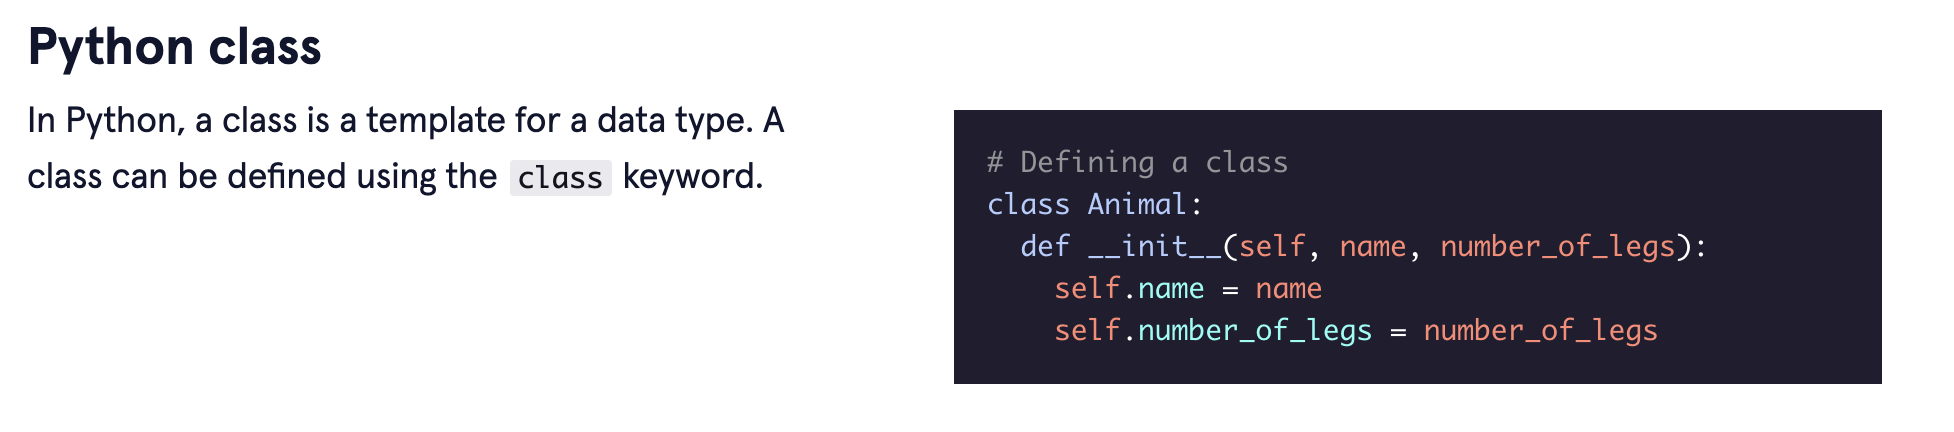 Python class
In Python, a class is a template for a data type. A
class can be defined using the class keyword.
# Defining a class
class Animal:
  def __init__(self, name, number_of_legs):
    self.name = name
    self.number_of_legs = number_of_legs